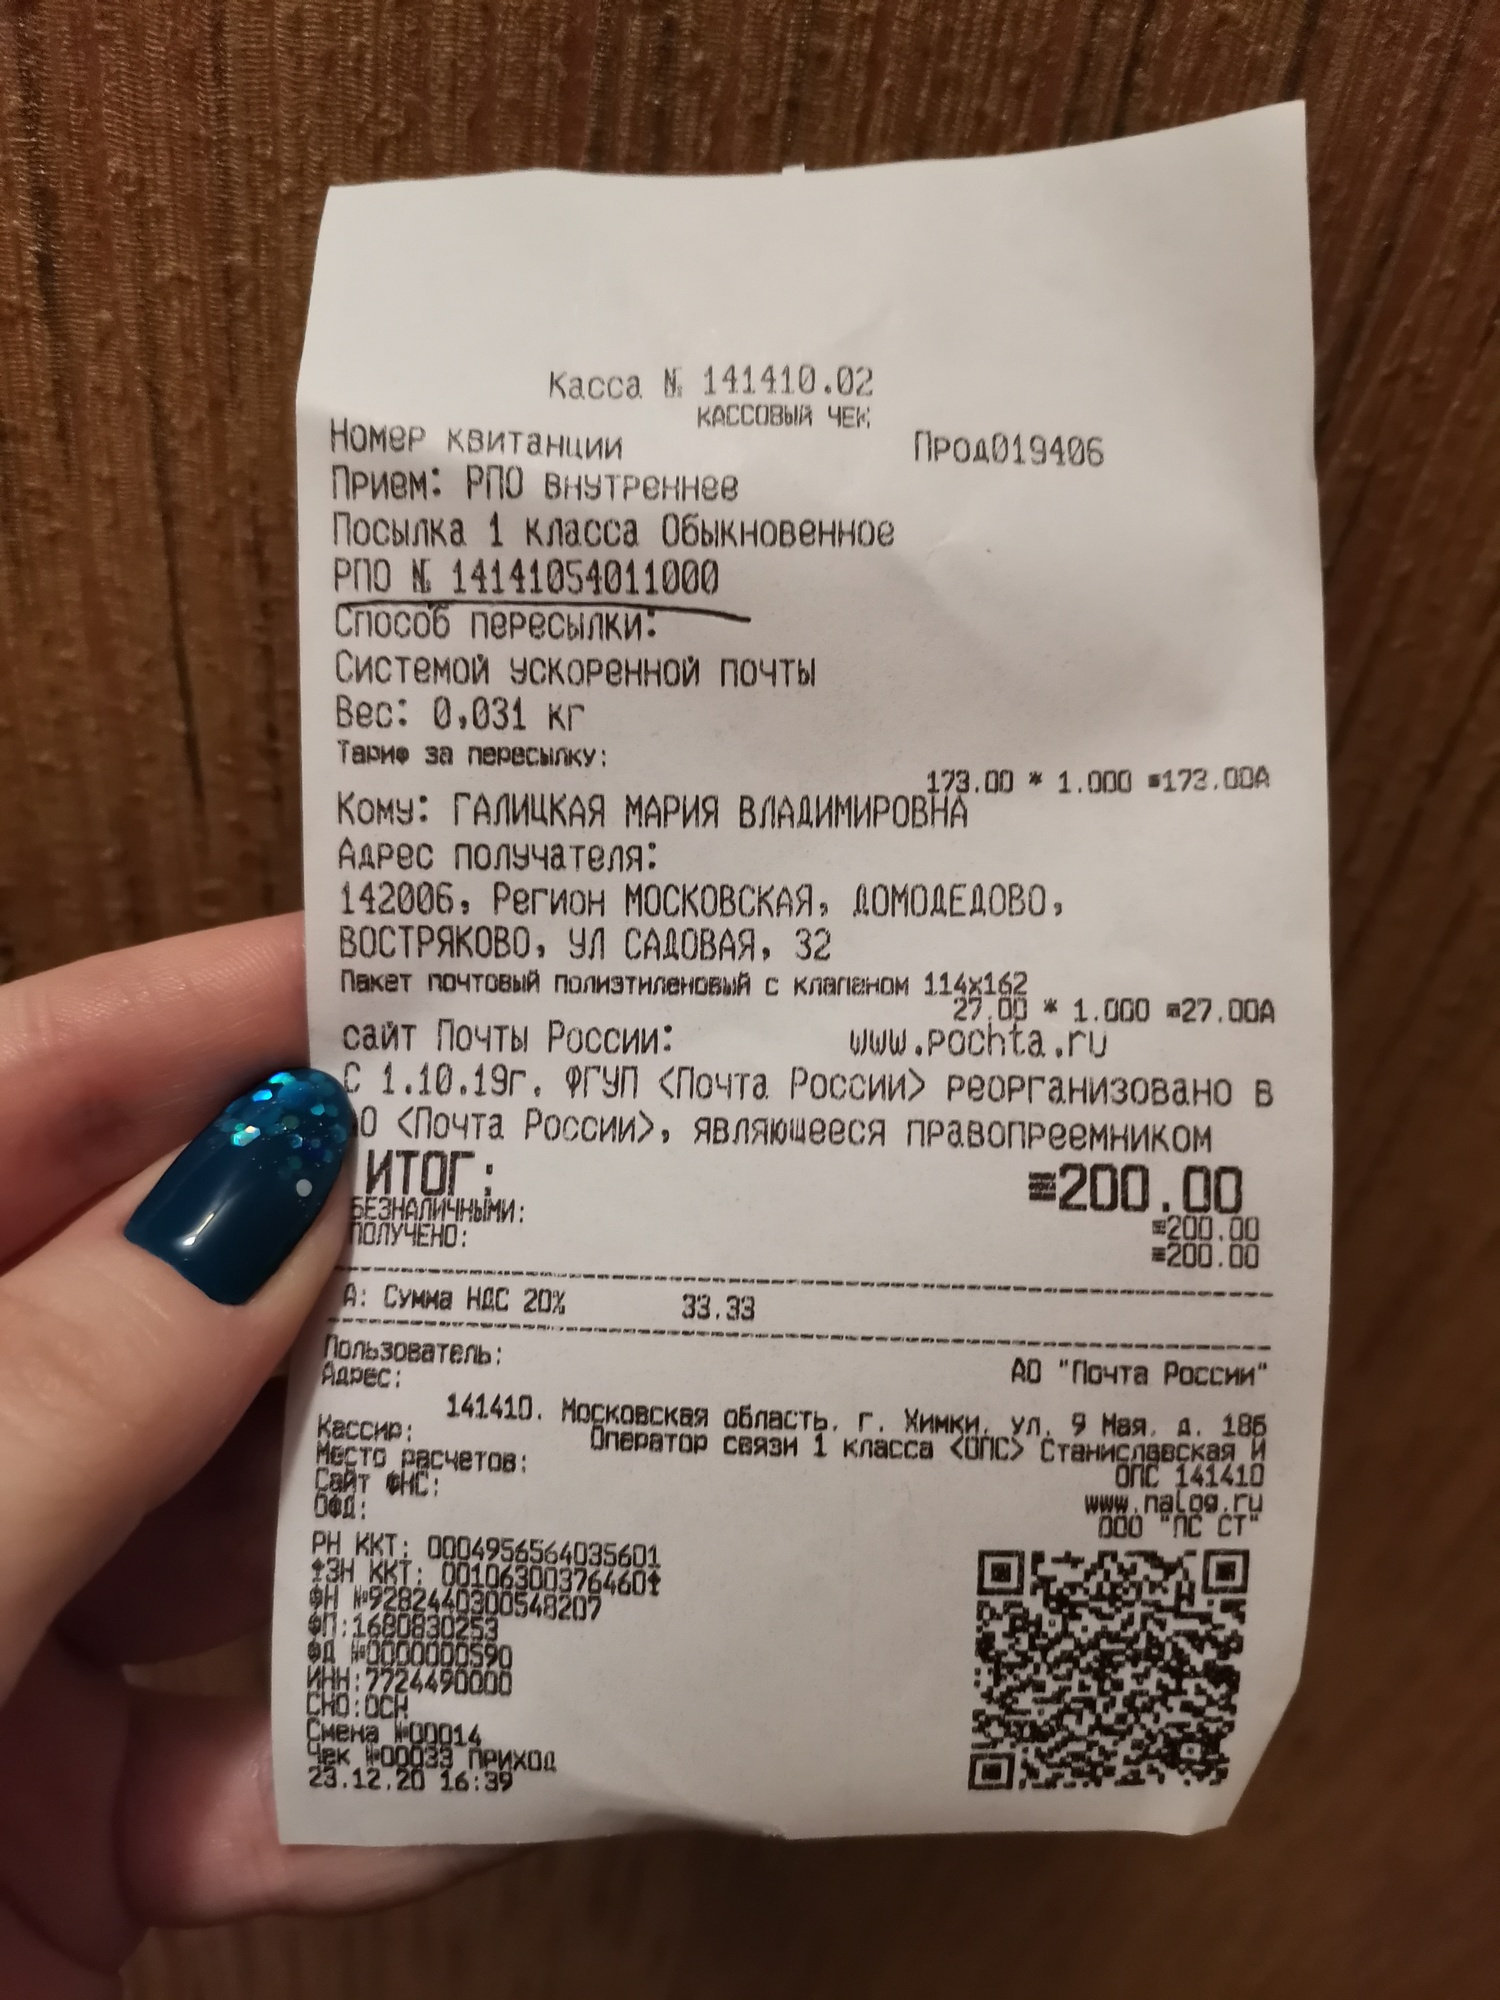 Касса № 141410.02
КАССОВЫЙ ЧЕК
Номер квитанции Прод019406
Прием: РПО внутреннее
Посылка 1 класса Обыкновенное
РПО № 14141054011000
Способ пересылки:
Системой ускоренной почты
Вес: 0,031 кг
Тариф за пересылку:
173.00 * 1.000 ≡173.00А
Кому: ГАЛИЦКАЯ МАРИЯ ВЛАДИМИРОВНА
Адрес получателя:
142006, Регион МОСКОВСКАЯ, ДОМОДЕДОВО,
ВОСТРЯКОВО, УЛ САДОВАЯ, 32
Пакет почтовый полиэтиленовый с клапаном 114х162
27.00 * 1.000 ≡27.00А
сайт Почты России: www.pochta.ru
С 1.10.19г. ФГУП <Почта России> реорганизовано в
АО <Почта России>, являющееся правопреемником
ИТОГ: ≡200.00
БЕЗНАЛИЧНЫМИ: ≡200.00
ПОЛУЧЕНО: ≡200.00
А: Сумма НДС 20% 33.33
Пользователь: АО "Почта России"
Адрес:
141410, Московская область, г. Химки, ул. 9 Мая, д. 18б
Кассир: Оператор связи 1 класса <ОПС> Станиславская И
Место расчетов: ОПС 141410
Сайт ФНС: www.nalog.ru
ОФД: ООО "ПС СТ"
РН ККТ: 0004956564035601
↑ЗН ККТ: 00106300376460↑
ФН №9282440300548207
ФП:1680830253
ФД №0000000590
ИНН:7724490000
СНО:ОСН
Смена №00014
Чек №00033 ПРИХОД
23.12.20 16:39